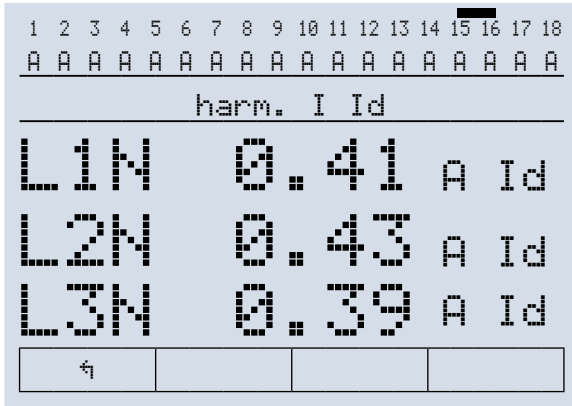 1 2 3 4 5 6 7 8 9 10 11 12 13 14 15 16 17 18
A A A A A A A A A A A A A A A A A A
harm. I Id
L1N 0.41 A Id
L2N 0.43 A Id
L3N 0.39 A Id